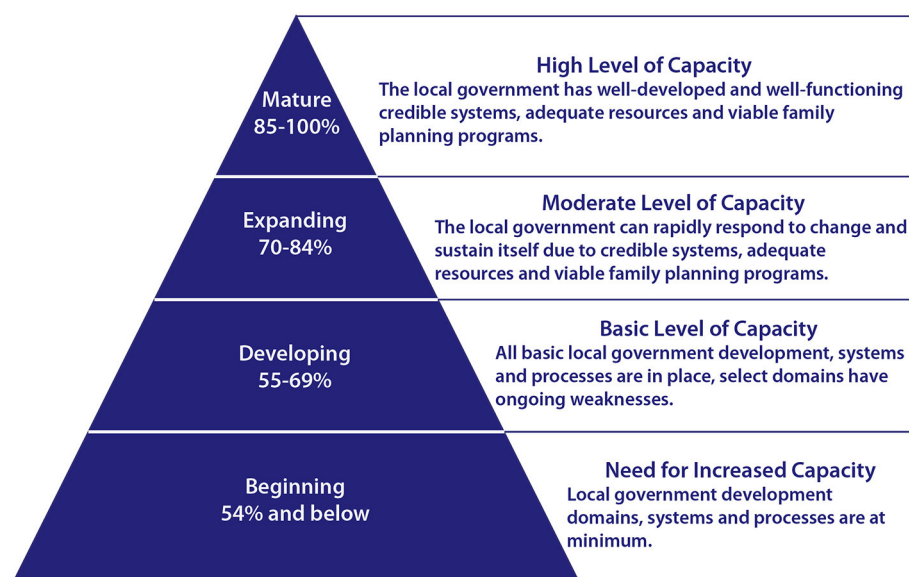 Mature
85-100%
High Level of Capacity
The local government has well-developed and well-functioning
credible systems, adequate resources and viable family
planning programs.
Expanding
70-84%
Moderate Level of Capacity
The local government can rapidly respond to change and
sustain itself due to credible systems, adequate
resources and viable family planning programs.
Developing
55-69%
Basic Level of Capacity
All basic local government development, systems
and processes are in place, select domains have
ongoing weaknesses.
Beginning
54% and below
Need for Increased Capacity
Local government development
domains, systems and processes are at
minimum.